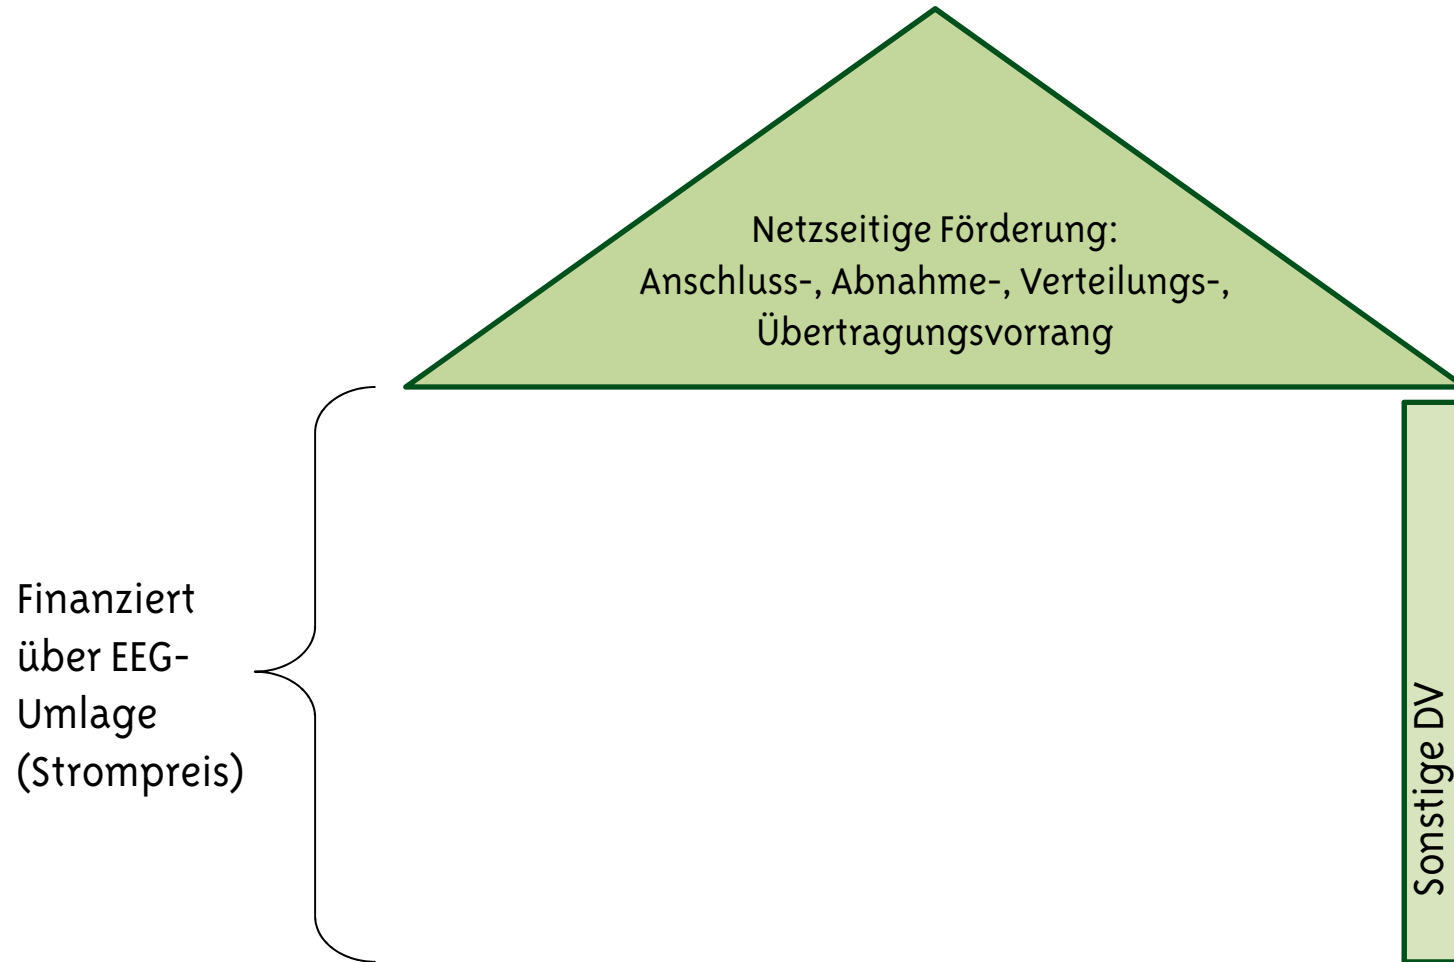 Netzseitige Förderung:
Anschluss-, Abnahme-, Verteilungs-,
Übertragungsvorrang
Finanziert
über EEG-
Umlage
(Strompreis)
Sonstige DV